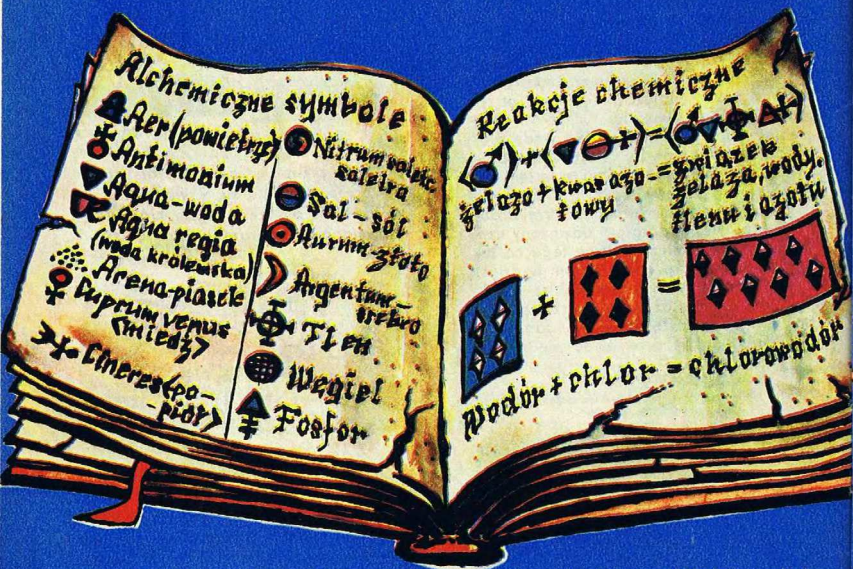 Alchemiczne symbole
Aer (powietrze)
Antimonium
Aqua-woda
Aqua regia
(woda królewska)
Arena-piasek
Cuprum venus
(miedź)
Cineres (po-
-piół)
Nitrum
saletra
Sal-sól
Aurum-złoto
Argentum-
srebro
Tlen
Węgiel
Fosfor
Reakcje chemiczne
( ) + ( + ) = ( )
żelazo + kwas azo- = związek
towy żelaza, wody,
tlenu i azotu
+ =
Wodór + chlor = chlorowodór